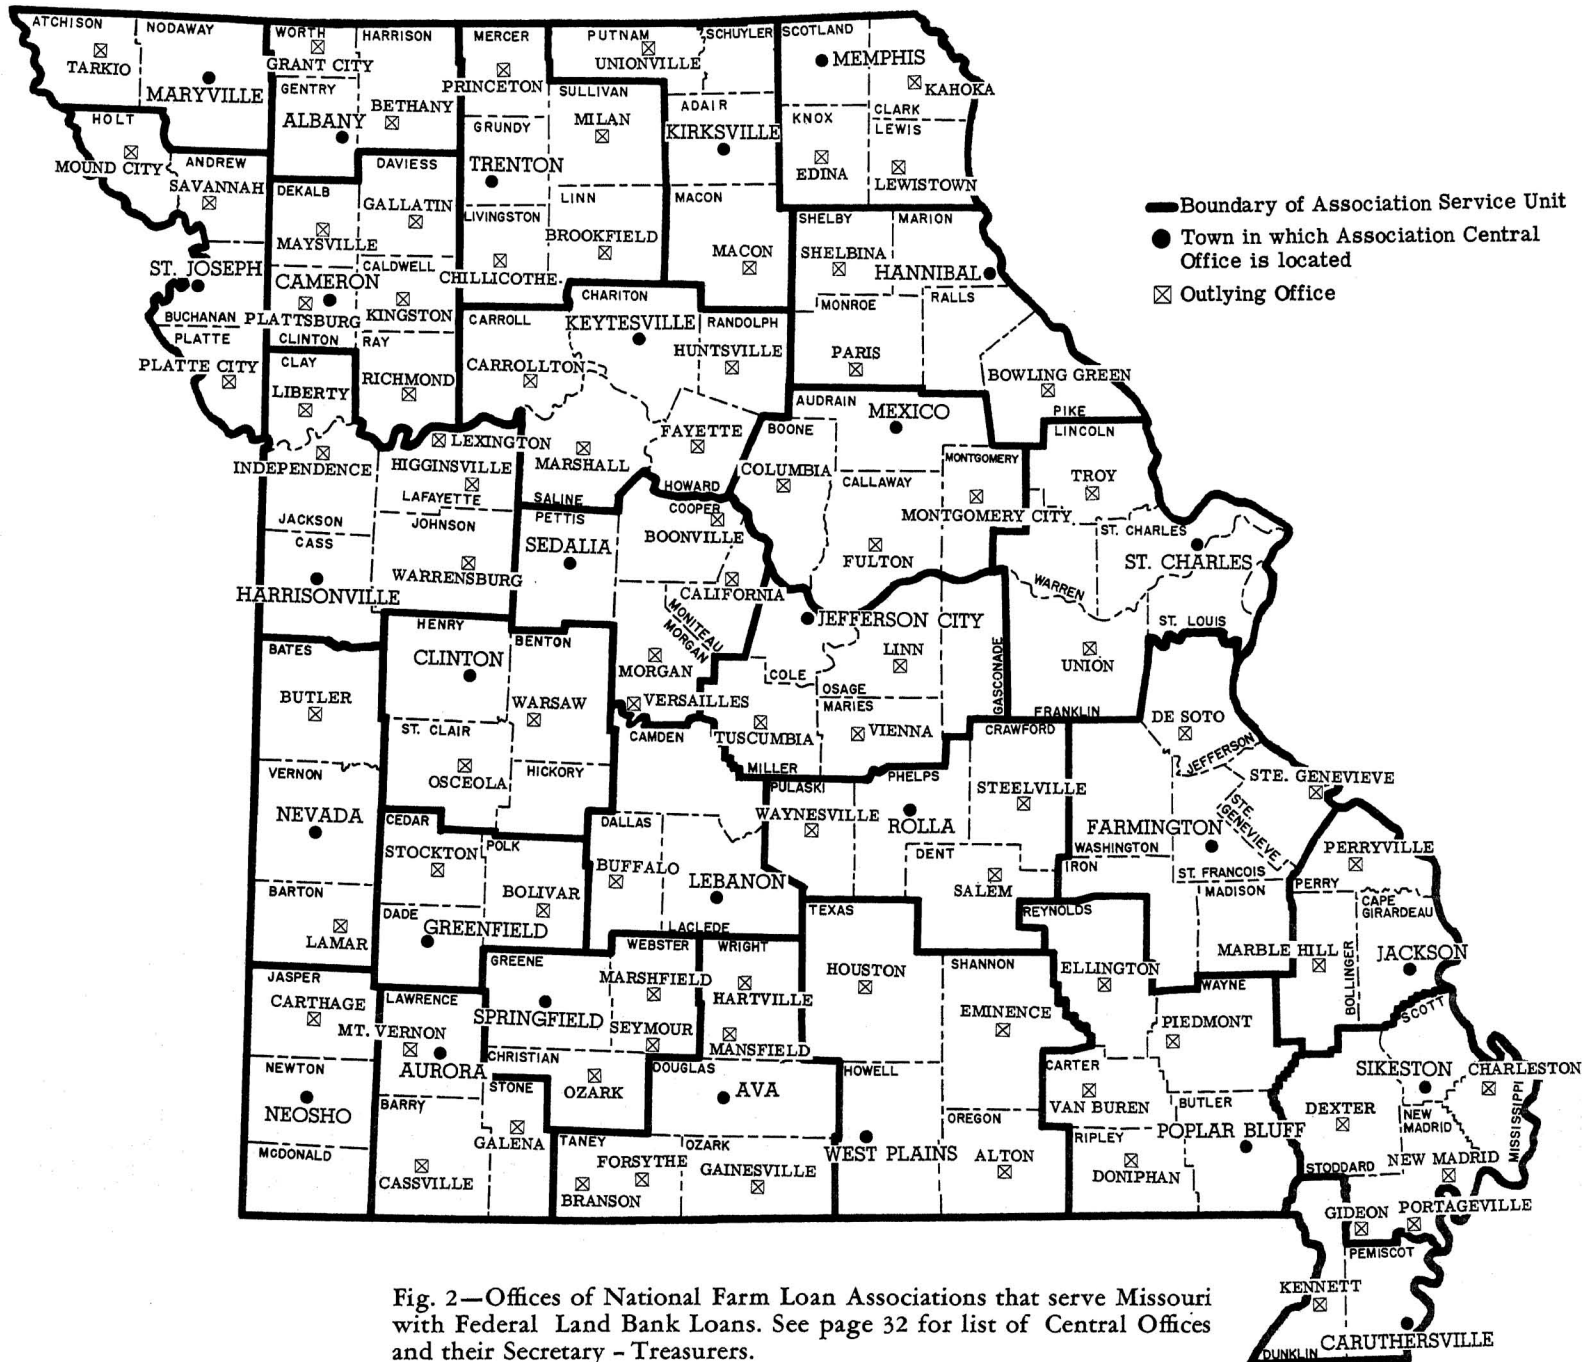 ATCHISON
NODAWAY
WORTH
HARRISON
MERCER
PUTNAM
SCHUYLER
SCOTLAND
TARKIO
MARYVILLE
GRANT CITY
GENTRY
BETHANY
ALBANY
PRINCETON
UNIONVILLE
SULLIVAN
MEMPHIS
KAHOKA
CLARK
HOLT
GRUNDY
MILAN
ADAIR
KIRKSVILLE
KNOX
LEWIS
MOUND CITY
ANDREW
SAVANNAH
DAVIESS
DEKALB
GALLATIN
TRENTON
LINN
MACON
EDINA
LEWISTOWN
MAYSVILLE
LIVINGSTON
BROOKFIELD
MACON
SHELBY
MARION
SHELBINA
HANNIBAL
Boundary of Association Service Unit
Town in which Association Central
Office is located
Outlying Office
ST. JOSEPH
CAMERON
CALDWELL
CHILLICOTHE
BUCHANAN
PLATTSBURG
KINGSTON
CHARITON
MONROE
RALLS
PLATTE
CLINTON
RAY
CARROLL
KEYTESVILLE
RANDOLPH
PLATTE CITY
CLAY
LIBERTY
RICHMOND
CARROLLTON
HUNTSVILLE
PARIS
BOWLING GREEN
AUDRAIN
MEXICO
PIKE
LINCOLN
LEXINGTON
FAYETTE
BOONE
INDEPENDENCE
HIGGINSVILLE
MARSHALL
COLUMBIA
MONTGOMERY
TROY
LAFAYETTE
SALINE
HOWARD
CALLAWAY
JACKSON
JOHNSON
PETTIS
COOPER
MONTGOMERY CITY
ST. CHARLES
CASS
SEDALIA
BOONVILLE
FULTON
ST. CHARLES
WARRENSBURG
CALIFORNIA
WARREN
HARRISONVILLE
MONITEAU
MORGAN
JEFFERSON CITY
ST. LOUIS
HENRY
BENTON
BATES
CLINTON
MORGAN
LINN
UNION
COLE
OSAGE
GASCONADE
BUTLER
WARSAW
VERSAILLES
MARIES
FRANKLIN
ST. CLAIR
CAMDEN
TUSCUMBIA
VIENNA
CRAWFORD
DE SOTO
VERNON
OSCEOLA
HICKORY
MILLER
PHELPS
JEFFERSON
PULASKI
STEELVILLE
STE. GENEVIEVE
NEVADA
CEDAR
DALLAS
WAYNESVILLE
ROLLA
FARMINGTON
STE.
GENEVIEVE
STOCKTON
POLK
DENT
WASHINGTON
IRON
PERRYVILLE
BUFFALO
LEBANON
SALEM
ST. FRANCOIS
BARTON
BOLIVAR
MADISON
PERRY
CAPE
GIRARDEAU
DADE
GREENFIELD
LACLEDE
TEXAS
REYNOLDS
LAMAR
WEBSTER
WRIGHT
MARBLE HILL
BOLLINGER
JACKSON
JASPER
GREENE
MARSHFIELD
HOUSTON
SHANNON
ELLINGTON
WAYNE
CARTHAGE
LAWRENCE
HARTVILLE
SCOTT
MT. VERNON
SPRINGFIELD
SEYMOUR
EMINENCE
PIEDMONT
MANSFIELD
NEWTON
AURORA
CHRISTIAN
DOUGLAS
HOWELL
CARTER
SIKESTON
CHARLESTON
STONE
OZARK
AVA
NEOSHO
BARRY
OREGON
VAN BUREN
BUTLER
DEXTER
NEW
MADRID
MISSISSIPPI
GALENA
TANEY
OZARK
RIPLEY
POPLAR BLUFF
MCDONALD
FORSYTHE
GAINESVILLE
WEST PLAINS
ALTON
DONIPHAN
STODDARD
NEW MADRID
CASSVILLE
BRANSON
GIDEON
PORTAGEVILLE
PEMISCOT
KENNETT
CARUTHERSVILLE
DUNKLIN
Fig. 2—Offices of National Farm Loan Associations that serve Missouri
with Federal Land Bank Loans. See page 32 for list of Central Offices
and their Secretary - Treasurers.